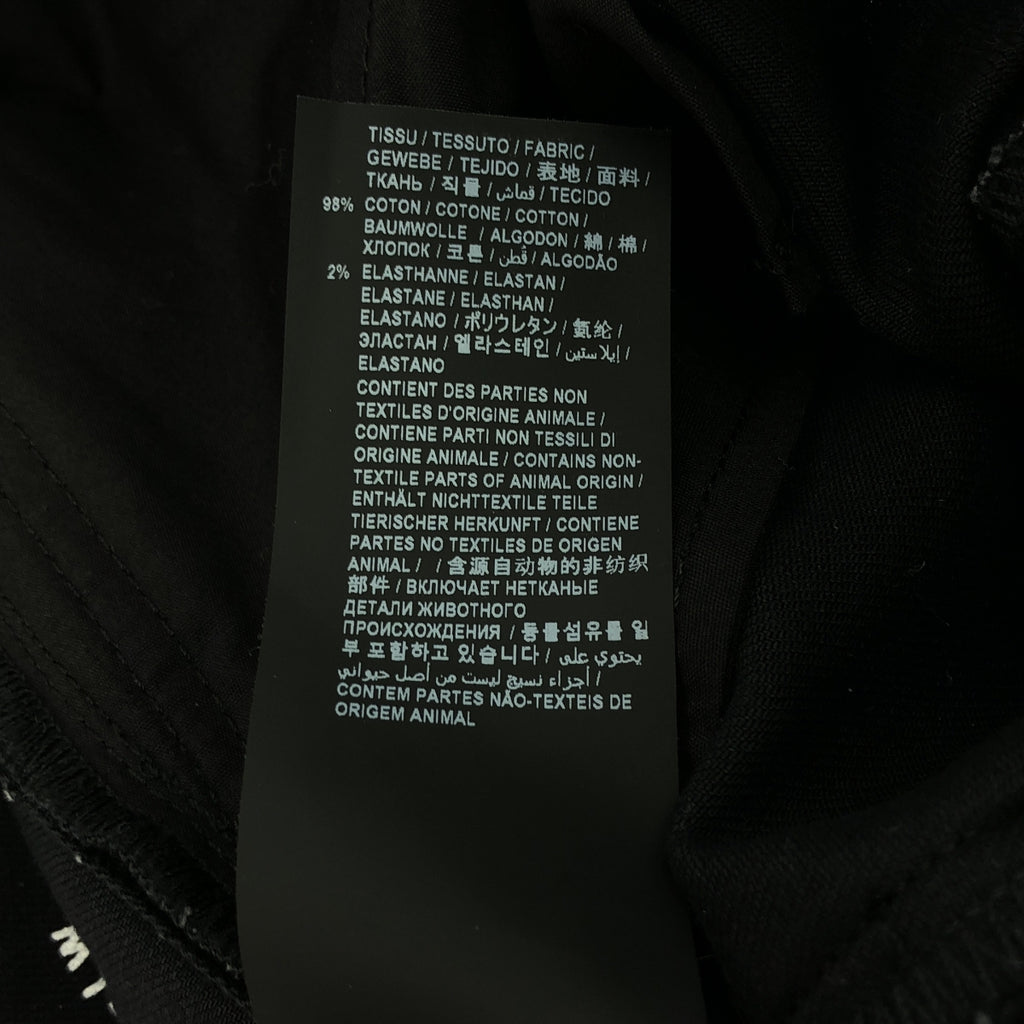 TISSU / TESSUTO / FABRIC /
GEWEBE / TEJIDO / 表地 / 面料 /
ТКАНЬ / 직물 / قماش / TECIDO
98% COTON / COTONE / COTTON /
BAUMWOLLE / ALGODON / 綿 / 棉 /
ХЛОПОК / 코튼 / قُطن / ALGODÃO
2% ELASTHANNE / ELASTAN /
ELASTANE / ELASTHAN /
ELASTANO / ポリウレタン / 氨纶 /
ЭЛАСТАН / 엘라스테인 / إيلاستين /
ELASTANO
CONTIENT DES PARTIES NON
TEXTILES D'ORIGINE ANIMALE /
CONTIENE PARTI NON TESSILI DI
ORIGINE ANIMALE / CONTAINS NON-
TEXTILE PARTS OF ANIMAL ORIGIN /
ENTHÄLT NICHTTEXTILE TEILE
TIERISCHER HERKUNFT / CONTIENE
PARTES NO TEXTILES DE ORIGEN
ANIMAL / / 含源自动物的非纺织
部件 / ВКЛЮЧАЕТ НЕТКАНЫЕ
ДЕТАЛИ ЖИВОТНОГО
ПРОИСХОЖДЕНИЯ / 동물섬유를 일
부 포함하고 있습니다 / يحتوي على
أجزاء نسيج ليست من أصل حيواني /
CONTEM PARTES NÃO-TEXTEIS DE
ORIGEM ANIMAL